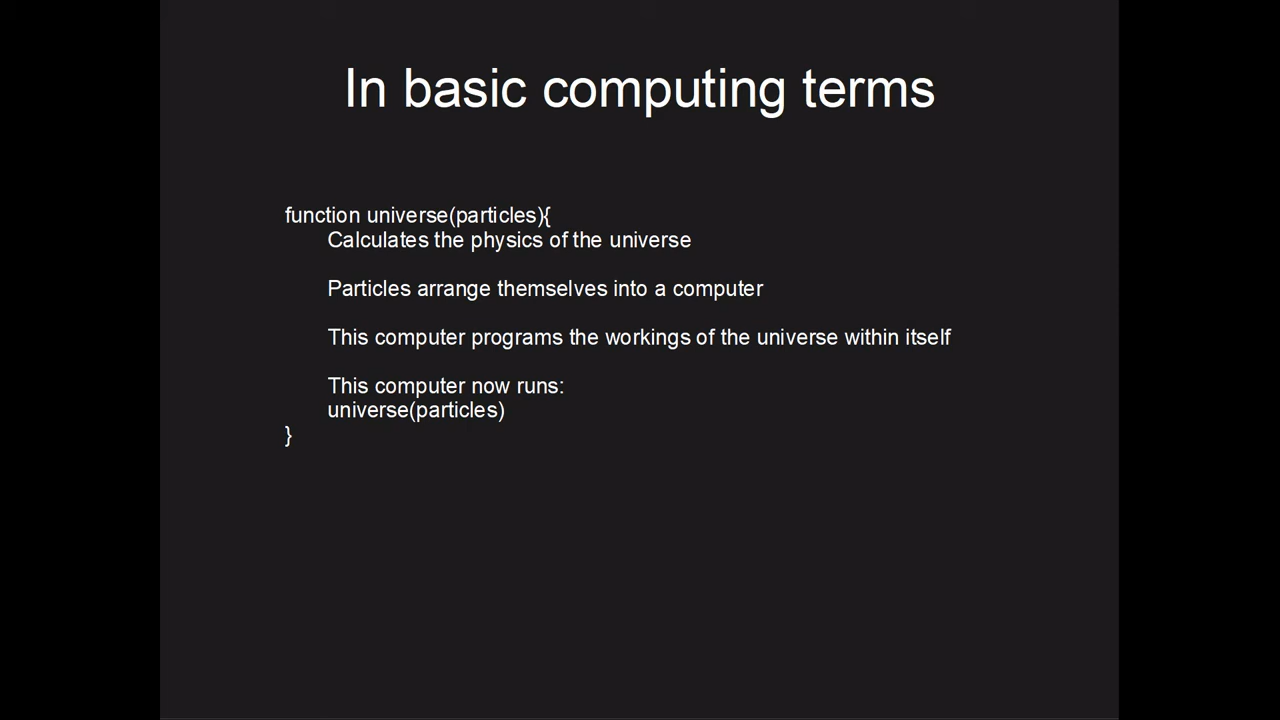 In basic computing terms
function universe(particles){
Calculates the physics of the universe
Particles arrange themselves into a computer
This computer programs the workings of the universe within itself
This computer now runs:
universe(particles)
}